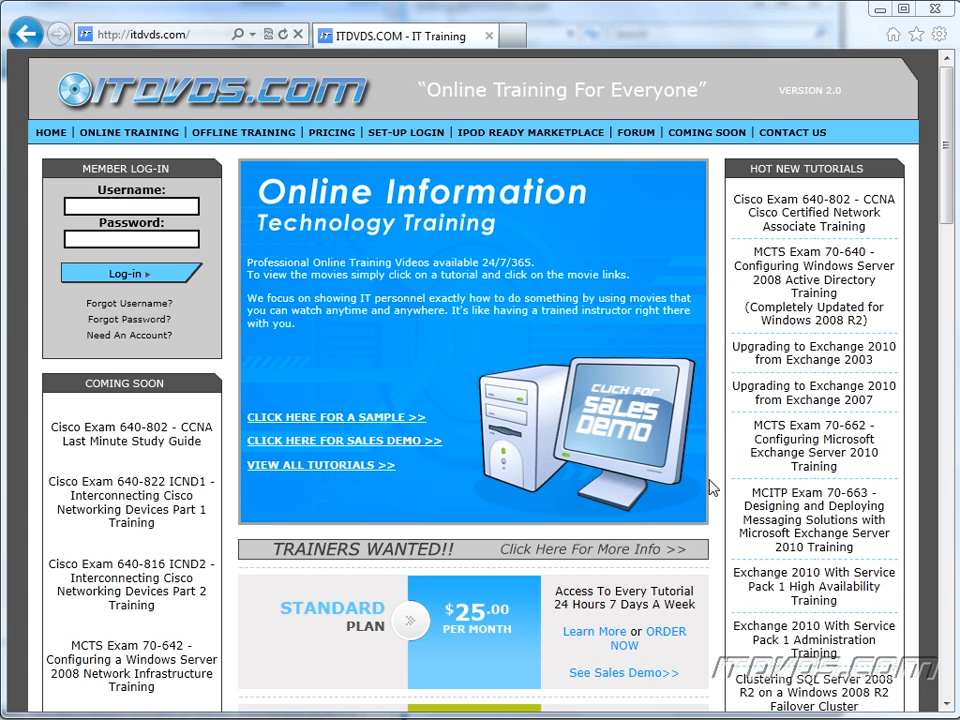 http://itdvds.com/
ITDVDS.COM - IT Training
ITDVDS.COM
“Online Training For Everyone”
VERSION 2.0
HOME | ONLINE TRAINING | OFFLINE TRAINING | PRICING | SET-UP LOGIN | IPOD READY MARKETPLACE | FORUM | COMING SOON | CONTACT US
MEMBER LOG-IN
Username:
Password:
Log-in
Forgot Username?
Forgot Password?
Need An Account?
COMING SOON
Cisco Exam 640-802 - CCNA
Last Minute Study Guide
Cisco Exam 640-822 ICND1 -
Interconnecting Cisco
Networking Devices Part 1
Training
Cisco Exam 640-816 ICND2 -
Interconnecting Cisco
Networking Devices Part 2
Training
MCTS Exam 70-642 -
Configuring a Windows Server
2008 Network Infrastructure
Training
Online Information
Technology Training
Professional Online Training Videos available 24/7/365.
To view the movies simply click on a tutorial and click on the movie links.
We focus on showing IT personnel exactly how to do something by using movies that
you can watch anytime and anywhere. It's like having a trained instructor right there
with you.
CLICK HERE FOR A SAMPLE >>
CLICK HERE FOR SALES DEMO >>
VIEW ALL TUTORIALS >>
CLICK FOR
SALES
DEMO
TRAINERS WANTED!! Click Here For More Info >>
STANDARD
PLAN
$25.00
PER MONTH
Access To Every Tutorial
24 Hours 7 Days A Week
Learn More or ORDER
NOW
See Sales Demo>>
HOT NEW TUTORIALS
Cisco Exam 640-802 - CCNA
Cisco Certified Network
Associate Training
MCTS Exam 70-640 -
Configuring Windows Server
2008 Active Directory
Training
(Completely Updated for
Windows 2008 R2)
Upgrading to Exchange 2010
from Exchange 2003
Upgrading to Exchange 2010
from Exchange 2007
MCTS Exam 70-662 -
Configuring Microsoft
Exchange Server 2010
Training
MCITP Exam 70-663 -
Designing and Deploying
Messaging Solutions with
Microsoft Exchange Server
2010 Training
Exchange 2010 With Service
Pack 1 High Availability
Training
Exchange 2010 With Service
Pack 1 Administration
Training
Clustering SQL Server 2008
R2 on a Windows 2008 R2
Failover Cluster
ITDVDS.COM